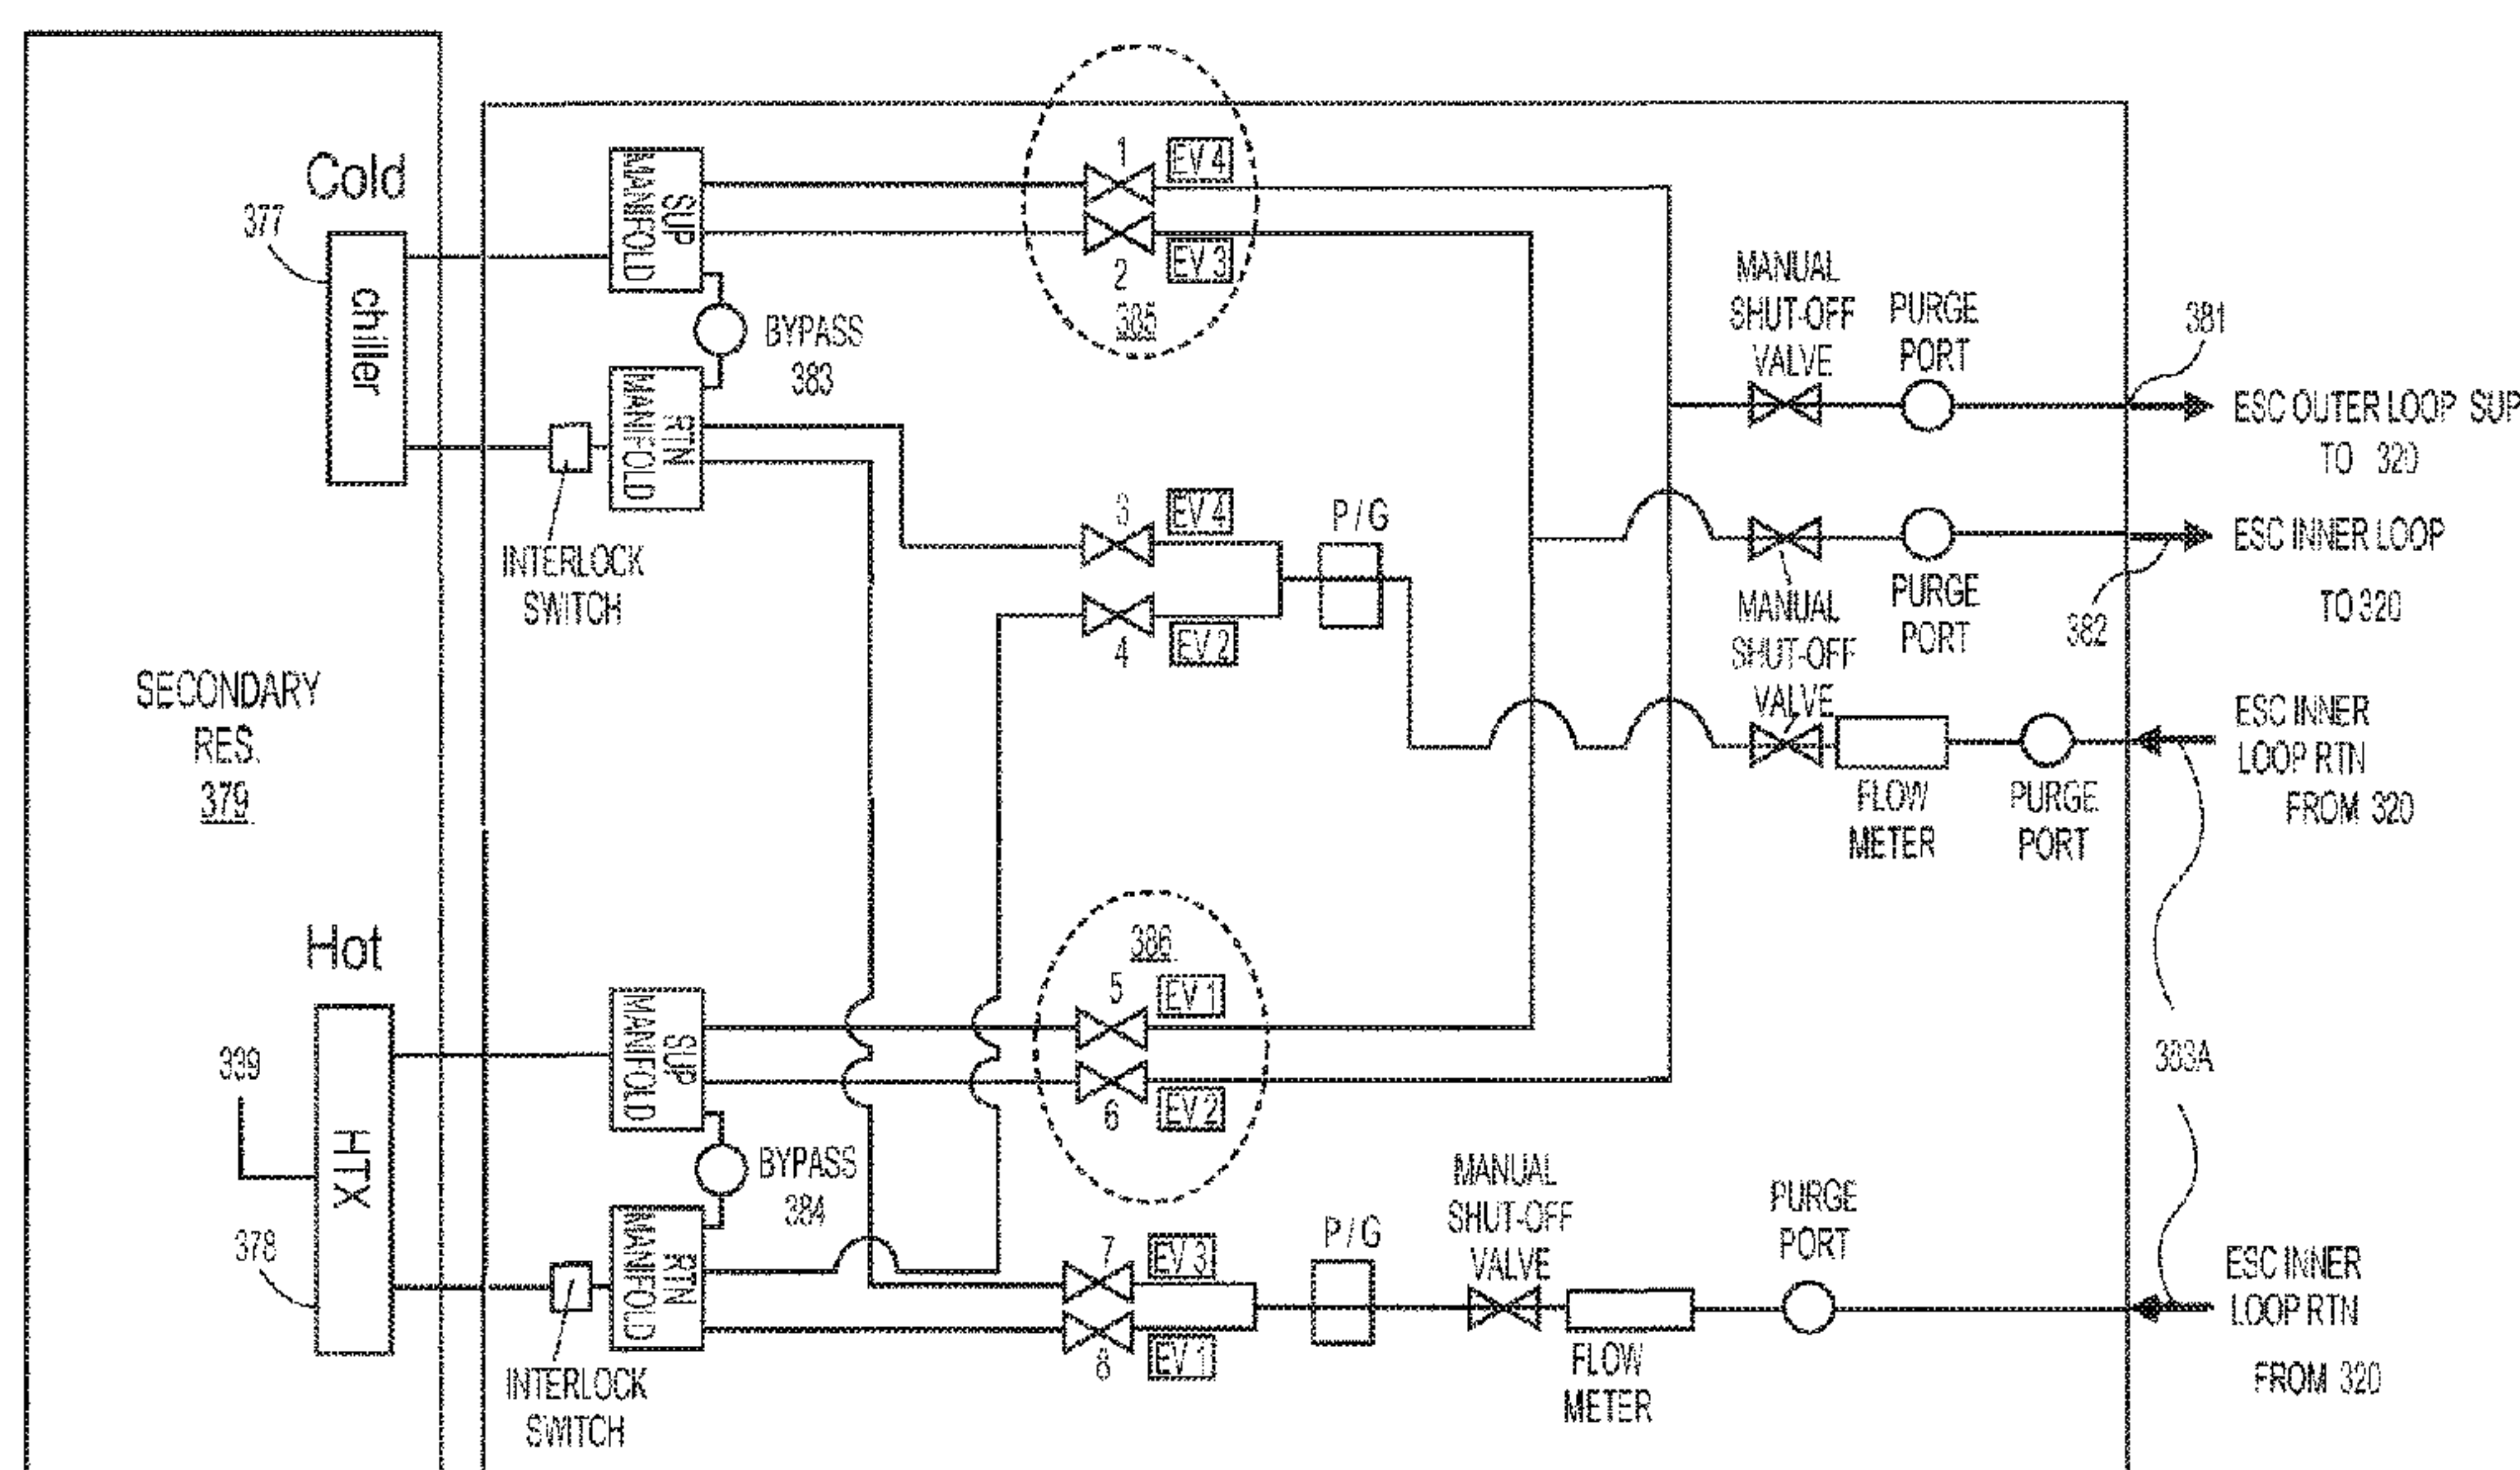 Cold
377
chiller
SUP
MANIFOLD
BYPASS
383
RTN
MANIFOLD
INTERLOCK
SWITCH
1
EV 4
2
EV 3
385
3
EV 4
4
EV 2
P / G
MANUAL
SHUT-OFF
VALVE
PURGE
PORT
381
ESC OUTER LOOP SUP
TO 320
ESC INNER LOOP
TO 320
382
MANUAL
SHUT-OFF
VALVE
PURGE
PORT
ESC INNER
LOOP RTN
FROM 320
FLOW
METER
PURGE
PORT
383A
SECONDARY
RES.
379
Hot
339
HTX
378
SUP
MANIFOLD
BYPASS
384
RTN
MANIFOLD
INTERLOCK
SWITCH
386
5
EV 1
6
EV 2
7
EV 3
8
EV 1
P / G
MANUAL
SHUT-OFF
VALVE
FLOW
METER
PURGE
PORT
ESC INNER
LOOP RTN
FROM 320